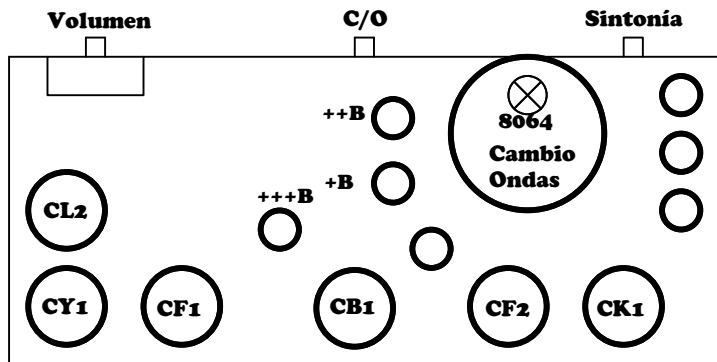 Volumen
C/O
Sintonía
++B
8064
Cambio
Ondas
+B
+++B
CL2
CY1
CF1
CB1
CF2
CK1